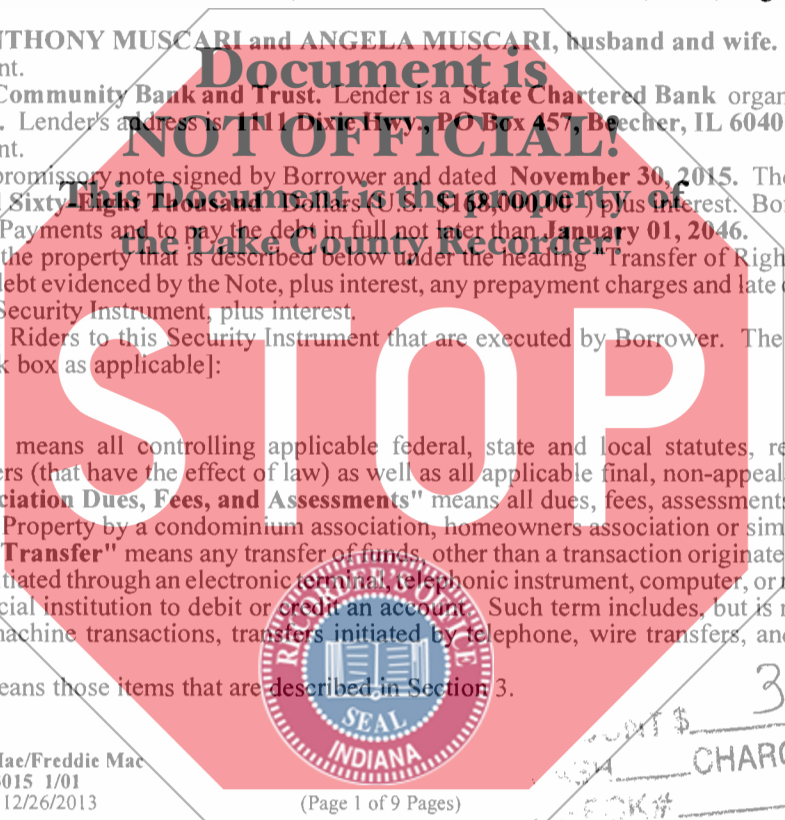 NTHONY MUSCARI and ANGELA MUSCARI, husband and wife.
nt.
Document is
Community Bank and Trust. Lender is a State Chartered Bank organ
. Lender's address is 1111 Dixie Hwy., PO Box 457, Beecher, IL 6040
NOT OFFICIAL!
nt.
promissory note signed by Borrower and dated November 30, 2015. The
This Document is the property of
Sixty-Eight Thousand Dollars (U.S. $168,000.00 ) plus interest. Bor
Payments and to pay the debt in full not later than January 01, 2046.
the Lake County Recorder!
the property that is described below under the heading "Transfer of Righ
debt evidenced by the Note, plus interest, any prepayment charges and late c
Security Instrument, plus interest.
Riders to this Security Instrument that are executed by Borrower. The
k box as applicable]:
STOP
means all controlling applicable federal, state and local statutes, re
ers (that have the effect of law) as well as all applicable final, non-appeal
ciation Dues, Fees, and Assessments" means all dues, fees, assessments
Property by a condominium association, homeowners association or sim
Transfer" means any transfer of funds, other than a transaction originate
tiated through an electronic terminal, telephonic instrument, computer, or
cial institution to debit or credit an account. Such term includes, but is
machine transactions, transfers initiated by telephone, wire transfers, and
RECORDER'S OFFICE
eans those items that are described in Section 3.
SEAL
INDIANA
3
$
CHARG
Mae/Freddie Mac
3015 1/01
12/26/2013
(Page 1 of 9 Pages)